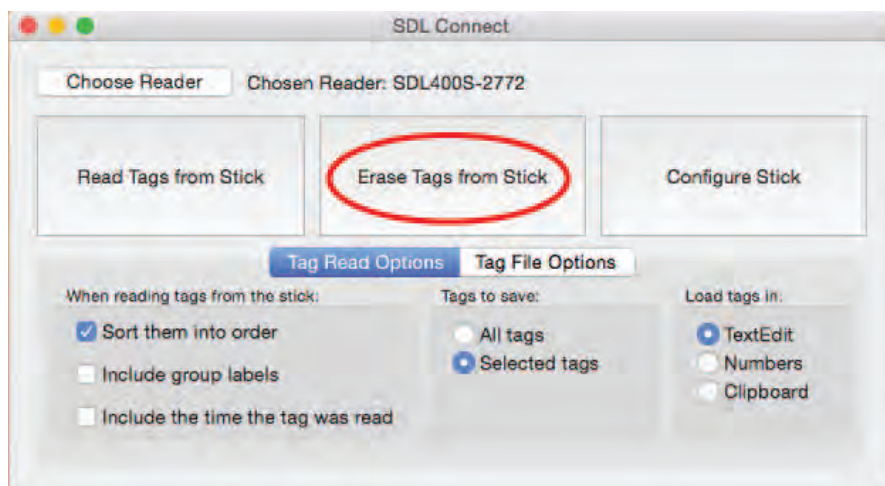 SDL Connect
Choose Reader Chosen Reader: SDL400S-2772
Read Tags from Stick Erase Tags from Stick Configure Stick
Tag Read Options Tag File Options
When reading tags from the stick: Tags to save: Load tags in:
Sort them into order All tags TextEdit
Include group labels Selected tags Numbers
Include the time the tag was read Clipboard